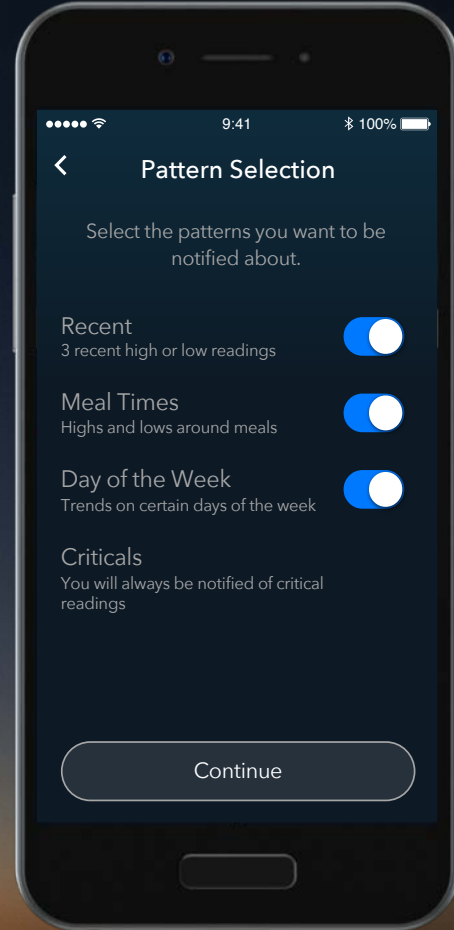 9:41
100%
Pattern Selection
Select the patterns you want to be
notified about.
Recent
3 recent high or low readings
Meal Times
Highs and lows around meals
Day of the Week
Trends on certain days of the week
Criticals
You will always be notified of critical
readings
Continue